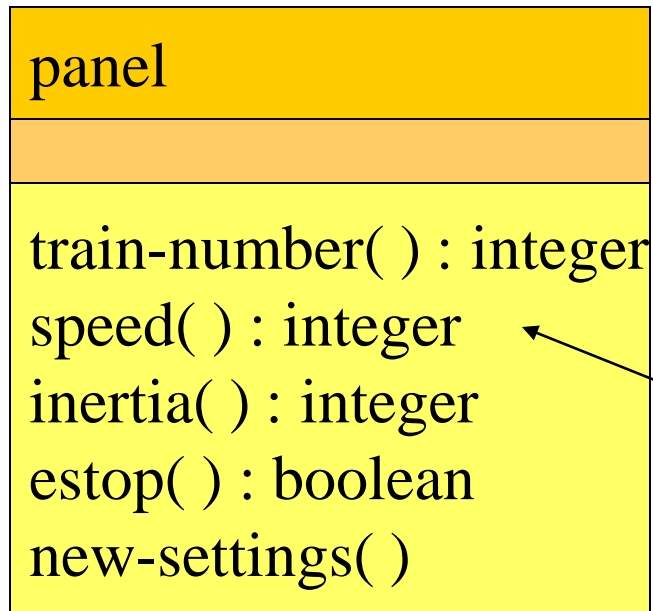 panel
train-number( ) : integer
speed( ) : integer
inertia( ) : integer
estop( ) : boolean
new-settings( )